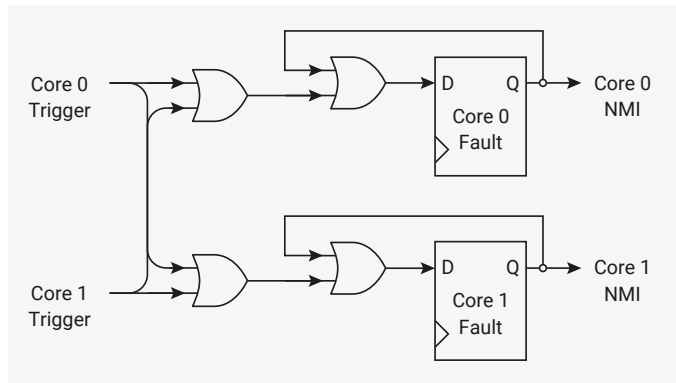 Core 0
Trigger
D
Q
Core 0
Fault
Core 0
NMI
Core 1
Trigger
D
Q
Core 1
Fault
Core 1
NMI